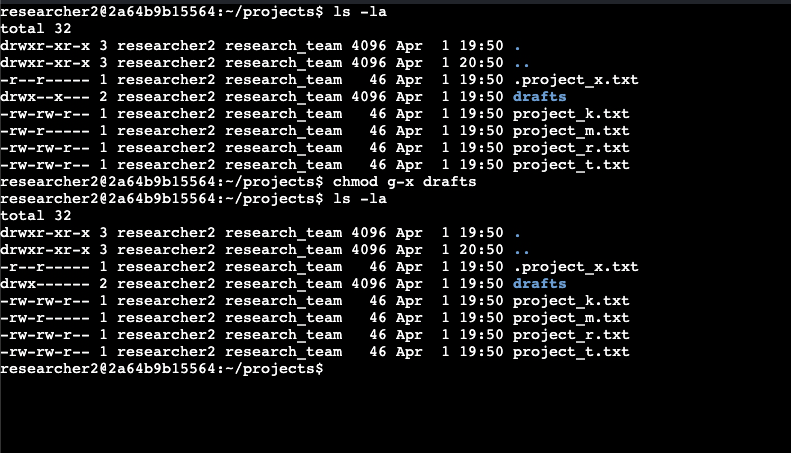 researcher2@2a64b9b15564:~/projects$ ls -la
total 32
drwxr-xr-x 3 researcher2 research_team 4096 Apr  1 19:50 .
drwxr-xr-x 3 researcher2 research_team 4096 Apr  1 20:50 ..
-r--r----- 1 researcher2 research_team   46 Apr  1 19:50 .project_x.txt
drwx--x--- 2 researcher2 research_team 4096 Apr  1 19:50 drafts
-rw-rw-r-- 1 researcher2 research_team   46 Apr  1 19:50 project_k.txt
-rw-r----- 1 researcher2 research_team   46 Apr  1 19:50 project_m.txt
-rw-rw-r-- 1 researcher2 research_team   46 Apr  1 19:50 project_r.txt
-rw-rw-r-- 1 researcher2 research_team   46 Apr  1 19:50 project_t.txt
researcher2@2a64b9b15564:~/projects$ chmod g-x drafts
researcher2@2a64b9b15564:~/projects$ ls -la
total 32
drwxr-xr-x 3 researcher2 research_team 4096 Apr  1 19:50 .
drwxr-xr-x 3 researcher2 research_team 4096 Apr  1 20:50 ..
-r--r----- 1 researcher2 research_team   46 Apr  1 19:50 .project_x.txt
drwx------ 2 researcher2 research_team 4096 Apr  1 19:50 drafts
-rw-rw-r-- 1 researcher2 research_team   46 Apr  1 19:50 project_k.txt
-rw-r----- 1 researcher2 research_team   46 Apr  1 19:50 project_m.txt
-rw-rw-r-- 1 researcher2 research_team   46 Apr  1 19:50 project_r.txt
-rw-rw-r-- 1 researcher2 research_team   46 Apr  1 19:50 project_t.txt
researcher2@2a64b9b15564:~/projects$